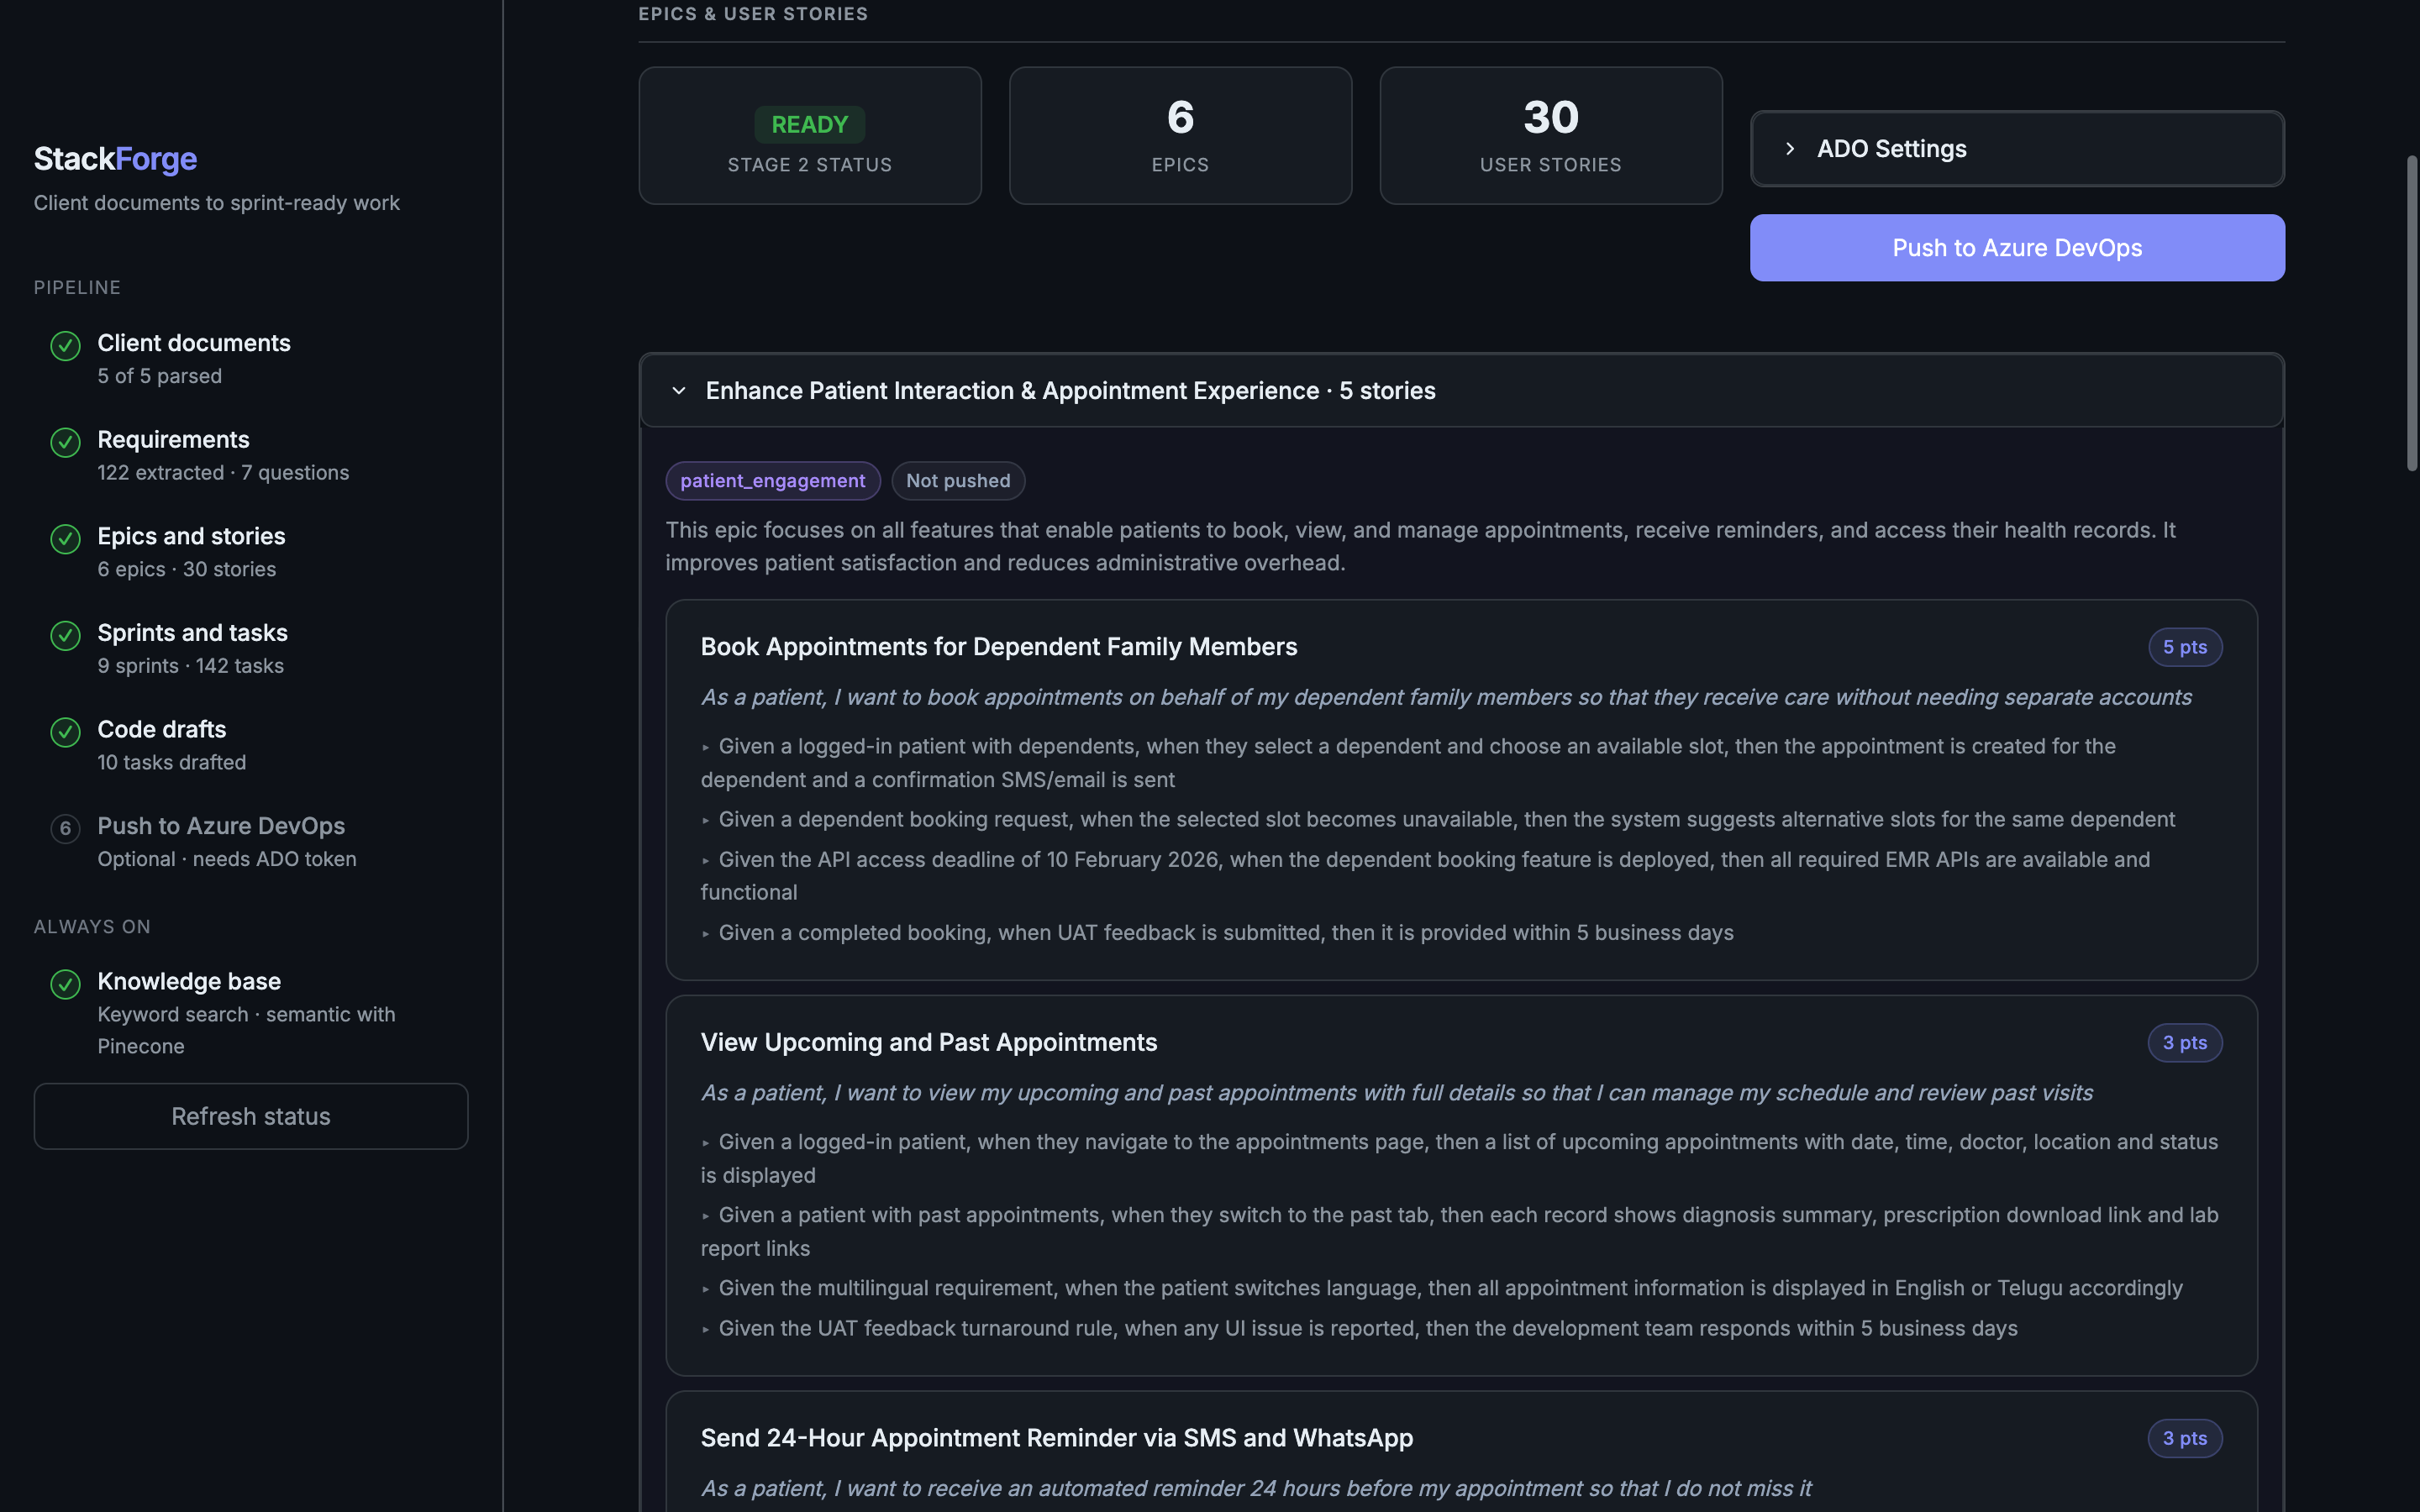 StackForge
Client documents to sprint-ready work
PIPELINE
Client documents
5 of 5 parsed
Requirements
122 extracted · 7 questions
Epics and stories
6 epics · 30 stories
Sprints and tasks
9 sprints · 142 tasks
Code drafts
10 tasks drafted
6
Push to Azure DevOps
Optional · needs ADO token
ALWAYS ON
Knowledge base
Keyword search · semantic with
Pinecone
Refresh status
EPICS & USER STORIES
READY
STAGE 2 STATUS
6
EPICS
30
USER STORIES
ADO Settings
Push to Azure DevOps
Enhance Patient Interaction & Appointment Experience · 5 stories
patient_engagement
Not pushed
This epic focuses on all features that enable patients to book, view, and manage appointments, receive reminders, and access their health records. It
improves patient satisfaction and reduces administrative overhead.
Book Appointments for Dependent Family Members
5 pts
As a patient, I want to book appointments on behalf of my dependent family members so that they receive care without needing separate accounts
▸ Given a logged-in patient with dependents, when they select a dependent and choose an available slot, then the appointment is created for the
dependent and a confirmation SMS/email is sent
▸ Given a dependent booking request, when the selected slot becomes unavailable, then the system suggests alternative slots for the same dependent
▸ Given the API access deadline of 10 February 2026, when the dependent booking feature is deployed, then all required EMR APIs are available and
functional
▸ Given a completed booking, when UAT feedback is submitted, then it is provided within 5 business days
View Upcoming and Past Appointments
3 pts
As a patient, I want to view my upcoming and past appointments with full details so that I can manage my schedule and review past visits
▸ Given a logged-in patient, when they navigate to the appointments page, then a list of upcoming appointments with date, time, doctor, location and status
is displayed
▸ Given a patient with past appointments, when they switch to the past tab, then each record shows diagnosis summary, prescription download link and lab
report links
▸ Given the multilingual requirement, when the patient switches language, then all appointment information is displayed in English or Telugu accordingly
▸ Given the UAT feedback turnaround rule, when any UI issue is reported, then the development team responds within 5 business days
Send 24-Hour Appointment Reminder via SMS and WhatsApp
3 pts
As a patient, I want to receive an automated reminder 24 hours before my appointment so that I do not miss it